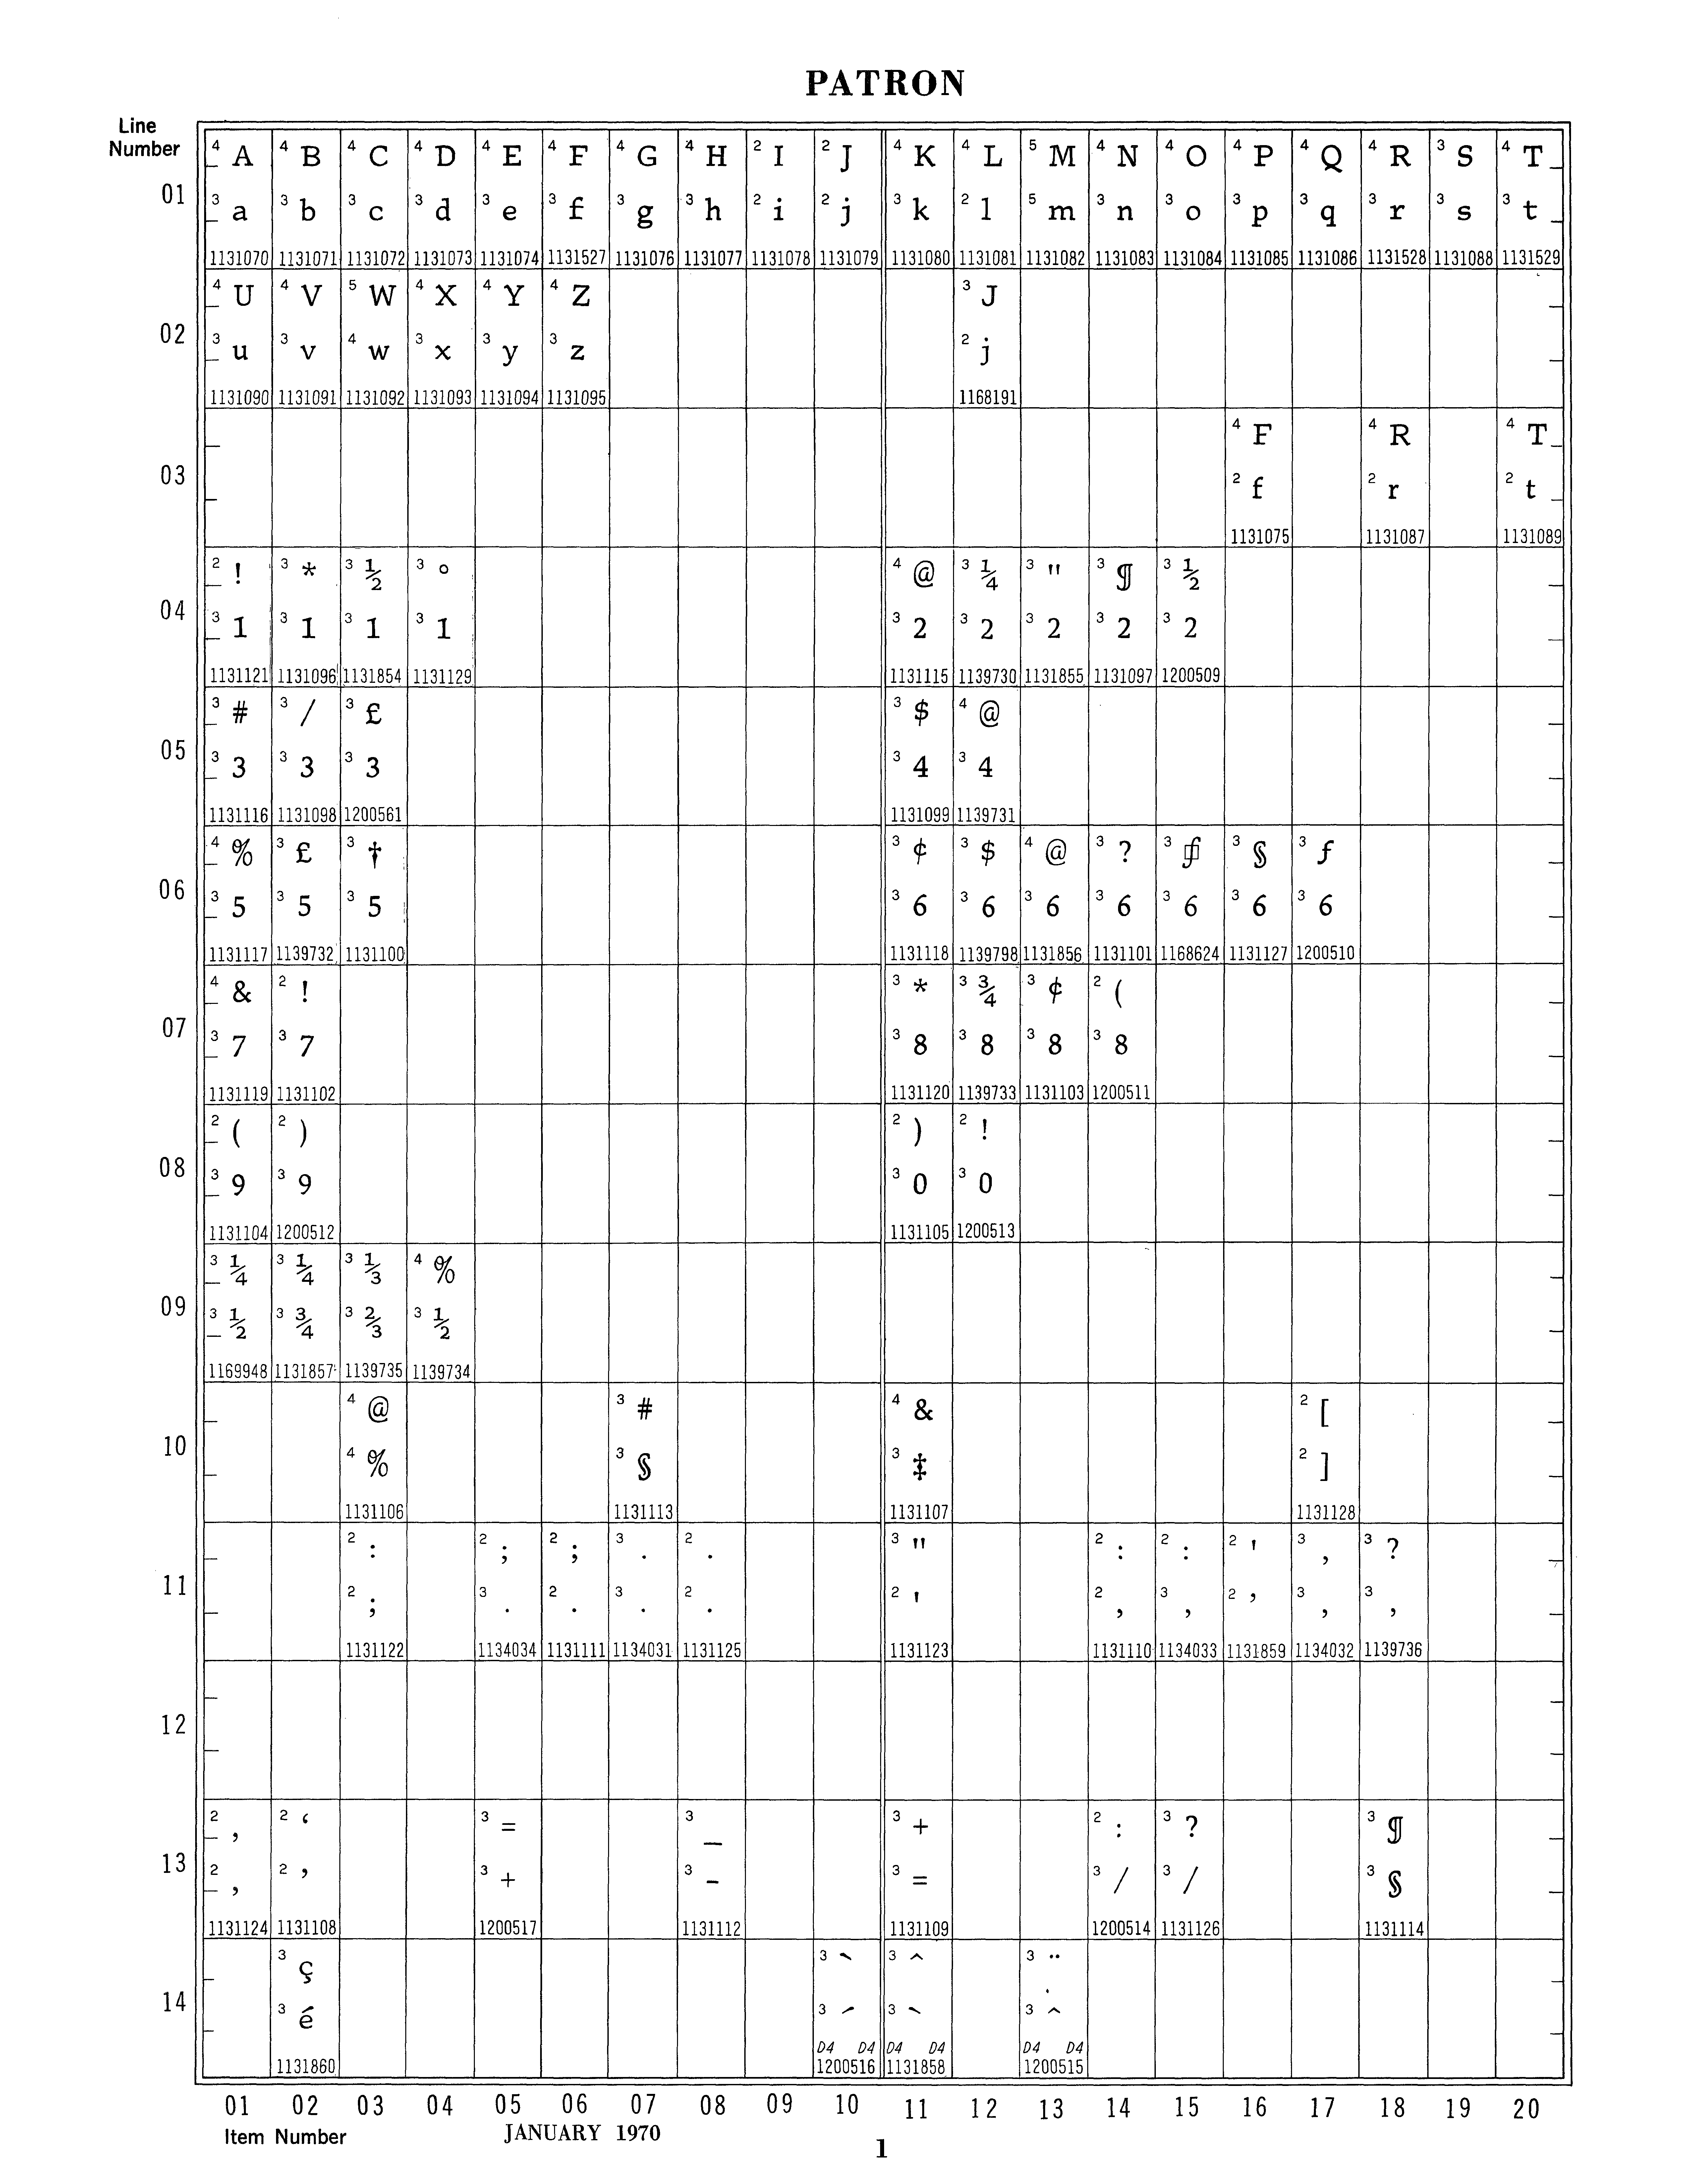 PATRON
Line
Number
4 A 4 B 4 C 4 D 4 E 4 F 4 G 4 H 2 I 2 J 4 K 4 L 5 M 4 N 4 O 4 P 4 Q 4 R 3 S 4 T
01
3 a 3 b 3 c 3 d 3 e 3 f 3 g 3 h 2 i 2 j 3 k 2 l 5 m 3 n 3 o 3 p 3 q 3 r 3 s 3 t
1131070 1131071 1131072 1131073 1131074 1131527 1131076 1131077 1131078 1131079 1131080 1131081 1131082 1131083 1131084 1131085 1131086 1131528 1131088 1131529
4 U 4 V 5 W 4 X 4 Y 4 Z 3 J
02
3 u 3 v 4 w 3 x 3 y 3 z 2 j
1131090 1131091 1131092 1131093 1131094 1131095 1168191
4 F 4 R 4 T
03
2 f 2 r 2 t
1131075 1131087 1131089
2 ! 3 * 3 ½ 3 ° 4 @ 3 ¼ 3 " 3 ¶ 3 ½
04
3 1 3 1 3 1 3 1 3 2 3 2 3 2 3 2 3 2
1131121 1131096 1131854 1131129 1131115 1139730 1131855 1131097 1200509
3 # 3 / 3 £ 3 $ 4 @
05
3 3 3 3 3 3 3 4 3 4
1131116 1131098 1200561 1131099 1139731
4 % 3 £ 3 † 3 ¢ 3 $ 4 @ 3 ? 3 3 § 3 ƒ
06
3 5 3 5 3 5 3 6 3 6 3 6 3 6 3 6 3 6 3 6
1131117 1139732 1131100 1131118 1139798 1131856 1131101 1168624 1131127 1200510
4 & 2 ! 3 * 3 ¾ 3 ¢ 2 (
07
3 7 3 7 3 8 3 8 3 8 3 8
1131119 1131102 1131120 1139733 1131103 1200511
2 ( 2 ) 2 ) 2 !
08
3 9 3 9 3 0 3 0
1131104 1200512 1131105 1200513
3 ¼ 3 ¼ 3 ⅓ 4 %
09
3 ½ 3 ¾ 3 ⅔ 3 ½
1169948 1131857 1139735 1139734
4 @ 3 # 4 & 2 [
10
4 % 3 § 3 ‡ 2 ]
1131106 1131113 1131107 1131128
2 : 2 ; 2 ; 3 . 2 . 3 " 2 : 2 : 2 ' 3 , 3 ?
11
2 ; 3 . 2 . 3 . 2 . 2 ' 2 , 3 , 2 ’ 3 , 3 ,
1131122 1134034 1131111 1134031 1131125 1131123 1131110 1134033 1131859 1134032 1139736
12
2 , 2 ‘ 3 = 3 _ 3 + 2 : 3 ? 3 ¶
13
2 , 2 ’ 3 + 3 - 3 = 3 / 3 / 3 §
1131124 1131108 1200517 1131112 1131109 1200514 1131126 1131114
3 ç 3 ` 3 ^ 3 ¨
14
3 é 3 ´ 3 ` 3 ^
D4 D4 D4 D4 D4 D4
1131860 1200516 1131858 1200515
01 02 03 04 05 06 07 08 09 10 11 12 13 14 15 16 17 18 19 20
Item Number JANUARY 1970
1